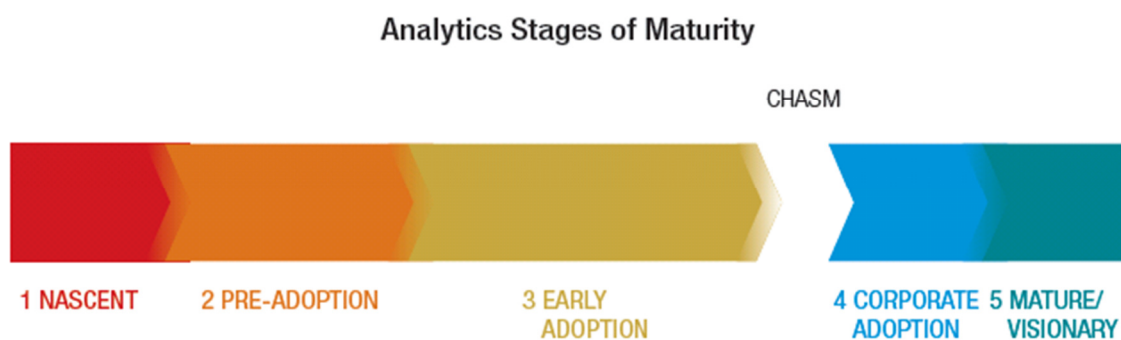 Analytics Stages of Maturity
CHASM
1 NASCENT
2 PRE-ADOPTION
3 EARLY
ADOPTION
4 CORPORATE
ADOPTION
5 MATURE/
VISIONARY